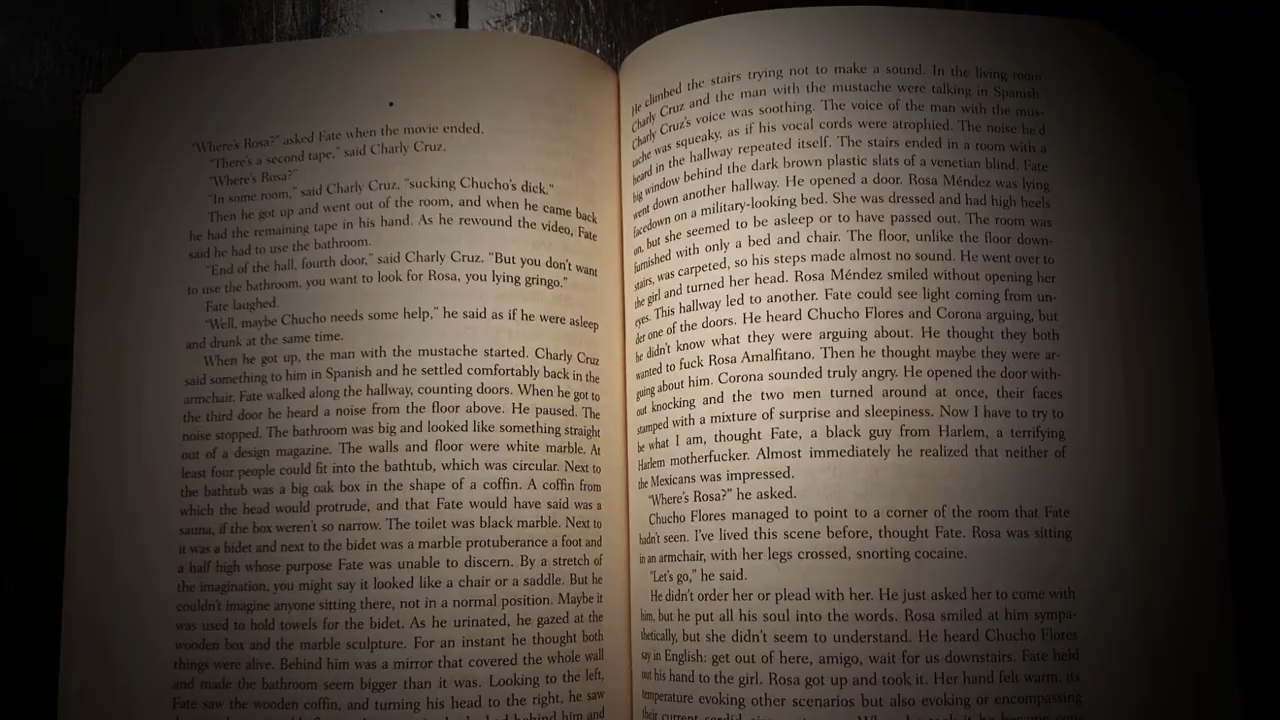 “Where’s Rosa?” asked Fate when the movie ended.
“There’s a second tape,” said Charly Cruz.
“Where’s Rosa?”
“In some room,” said Charly Cruz, “sucking Chucho’s dick.”
Then he got up and went out of the room, and when he came back
he had the remaining tape in his hand. As he rewound the video, Fate
said he had to use the bathroom.
“End of the hall, fourth door,” said Charly Cruz. “But you don’t want
to use the bathroom, you want to look for Rosa, you lying gringo.”
Fate laughed.
“Well, maybe Chucho needs some help,” he said as if he were asleep
and drunk at the same time.
When he got up, the man with the mustache started. Charly Cruz
said something to him in Spanish and he settled comfortably back in the
armchair. Fate walked along the hallway, counting doors. When he got to
the third door he heard a noise from the floor above. He paused. The
noise stopped. The bathroom was big and looked like something straight
out of a design magazine. The walls and floor were white marble. At
least four people could fit into the bathtub, which was circular. Next to
the bathtub was a big oak box in the shape of a coffin. A coffin from
which the head would protrude, and that Fate would have said was a
sauna, if the box weren’t so narrow. The toilet was black marble. Next to
it was a bidet and next to the bidet was a marble protuberance a foot and
a half high whose purpose Fate was unable to discern. By a stretch of
the imagination, you might say it looked like a chair or a saddle. But he
couldn’t imagine anyone sitting there, not in a normal position. Maybe it
was used to hold towels for the bidet. As he urinated, he gazed at the
wooden box and the marble sculpture. For an instant he thought both
things were alive. Behind him was a mirror that covered the whole wall
and made the bathroom seem bigger than it was. Looking to the left,
Fate saw the wooden coffin, and turning his head to the right, he saw
behind him and
He climbed the stairs trying not to make a sound. In the living room
Charly Cruz and the man with the mustache were talking in Spanish.
Charly Cruz’s voice was soothing. The voice of the man with the mus-
tache was squeaky, as if his vocal cords were atrophied. The noise he’d
heard in the hallway repeated itself. The stairs ended in a room with a
big window behind the dark brown plastic slats of a venetian blind. Fate
went down another hallway. He opened a door. Rosa Méndez was lying
facedown on a military-looking bed. She was dressed and had high heels
on, but she seemed to be asleep or to have passed out. The room was
furnished with only a bed and chair. The floor, unlike the floor down-
stairs, was carpeted, so his steps made almost no sound. He went over to
the girl and turned her head. Rosa Méndez smiled without opening her
eyes. This hallway led to another. Fate could see light coming from un-
der one of the doors. He heard Chucho Flores and Corona arguing, but
he didn’t know what they were arguing about. He thought they both
wanted to fuck Rosa Amalfitano. Then he thought maybe they were ar-
guing about him. Corona sounded truly angry. He opened the door with-
out knocking and the two men turned around at once, their faces
stamped with a mixture of surprise and sleepiness. Now I have to try to
be what I am, thought Fate, a black guy from Harlem, a terrifying
Harlem motherfucker. Almost immediately he realized that neither of
the Mexicans was impressed.
“Where’s Rosa?” he asked.
Chucho Flores managed to point to a corner of the room that Fate
hadn’t seen. I’ve lived this scene before, thought Fate. Rosa was sitting
in an armchair, with her legs crossed, snorting cocaine.
“Let’s go,” he said.
He didn’t order her or plead with her. He just asked her to come with
him, but he put all his soul into the words. Rosa smiled at him sympa-
thetically, but she didn’t seem to understand. He heard Chucho Flores
say in English: get out of here, amigo, wait for us downstairs. Fate held
out his hand to the girl. Rosa got up and took it. Her hand felt warm, its
temperature evoking other scenarios but also evoking or encompassing
their current